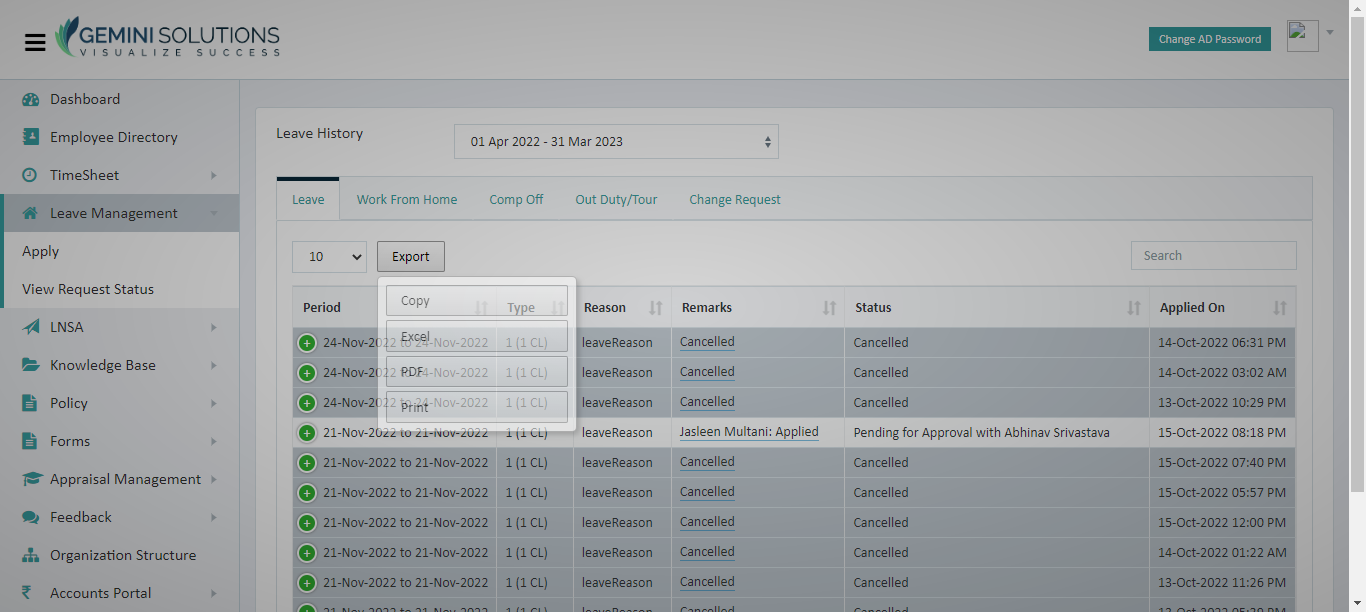 GEMINI SOLUTIONS
VISUALIZE SUCCESS
Change AD Password
Dashboard
Employee Directory
TimeSheet
Leave Management
Apply
View Request Status
LNSA
Knowledge Base
Policy
Forms
Appraisal Management
Feedback
Organization Structure
Accounts Portal
Leave History
01 Apr 2022 - 31 Mar 2023
Leave Work From Home Comp Off Out Duty/Tour Change Request
10 Export Search
Copy
Excel
PDF
Print
Period Type Reason Remarks Status Applied On
24-Nov-2022 to 24-Nov-2022 1 (1 CL) leaveReason Cancelled Cancelled 14-Oct-2022 06:31 PM
24-Nov-2022 to 24-Nov-2022 1 (1 CL) leaveReason Cancelled Cancelled 14-Oct-2022 03:02 AM
24-Nov-2022 to 24-Nov-2022 1 (1 CL) leaveReason Cancelled Cancelled 13-Oct-2022 10:29 PM
21-Nov-2022 to 21-Nov-2022 1 (1 CL) leaveReason Jasleen Multani: Applied Pending for Approval with Abhinav Srivastava 15-Oct-2022 08:18 PM
21-Nov-2022 to 21-Nov-2022 1 (1 CL) leaveReason Cancelled Cancelled 15-Oct-2022 07:40 PM
21-Nov-2022 to 21-Nov-2022 1 (1 CL) leaveReason Cancelled Cancelled 15-Oct-2022 05:57 PM
21-Nov-2022 to 21-Nov-2022 1 (1 CL) leaveReason Cancelled Cancelled 15-Oct-2022 12:00 PM
21-Nov-2022 to 21-Nov-2022 1 (1 CL) leaveReason Cancelled Cancelled 14-Oct-2022 01:22 AM
21-Nov-2022 to 21-Nov-2022 1 (1 CL) leaveReason Cancelled Cancelled 13-Oct-2022 11:26 PM